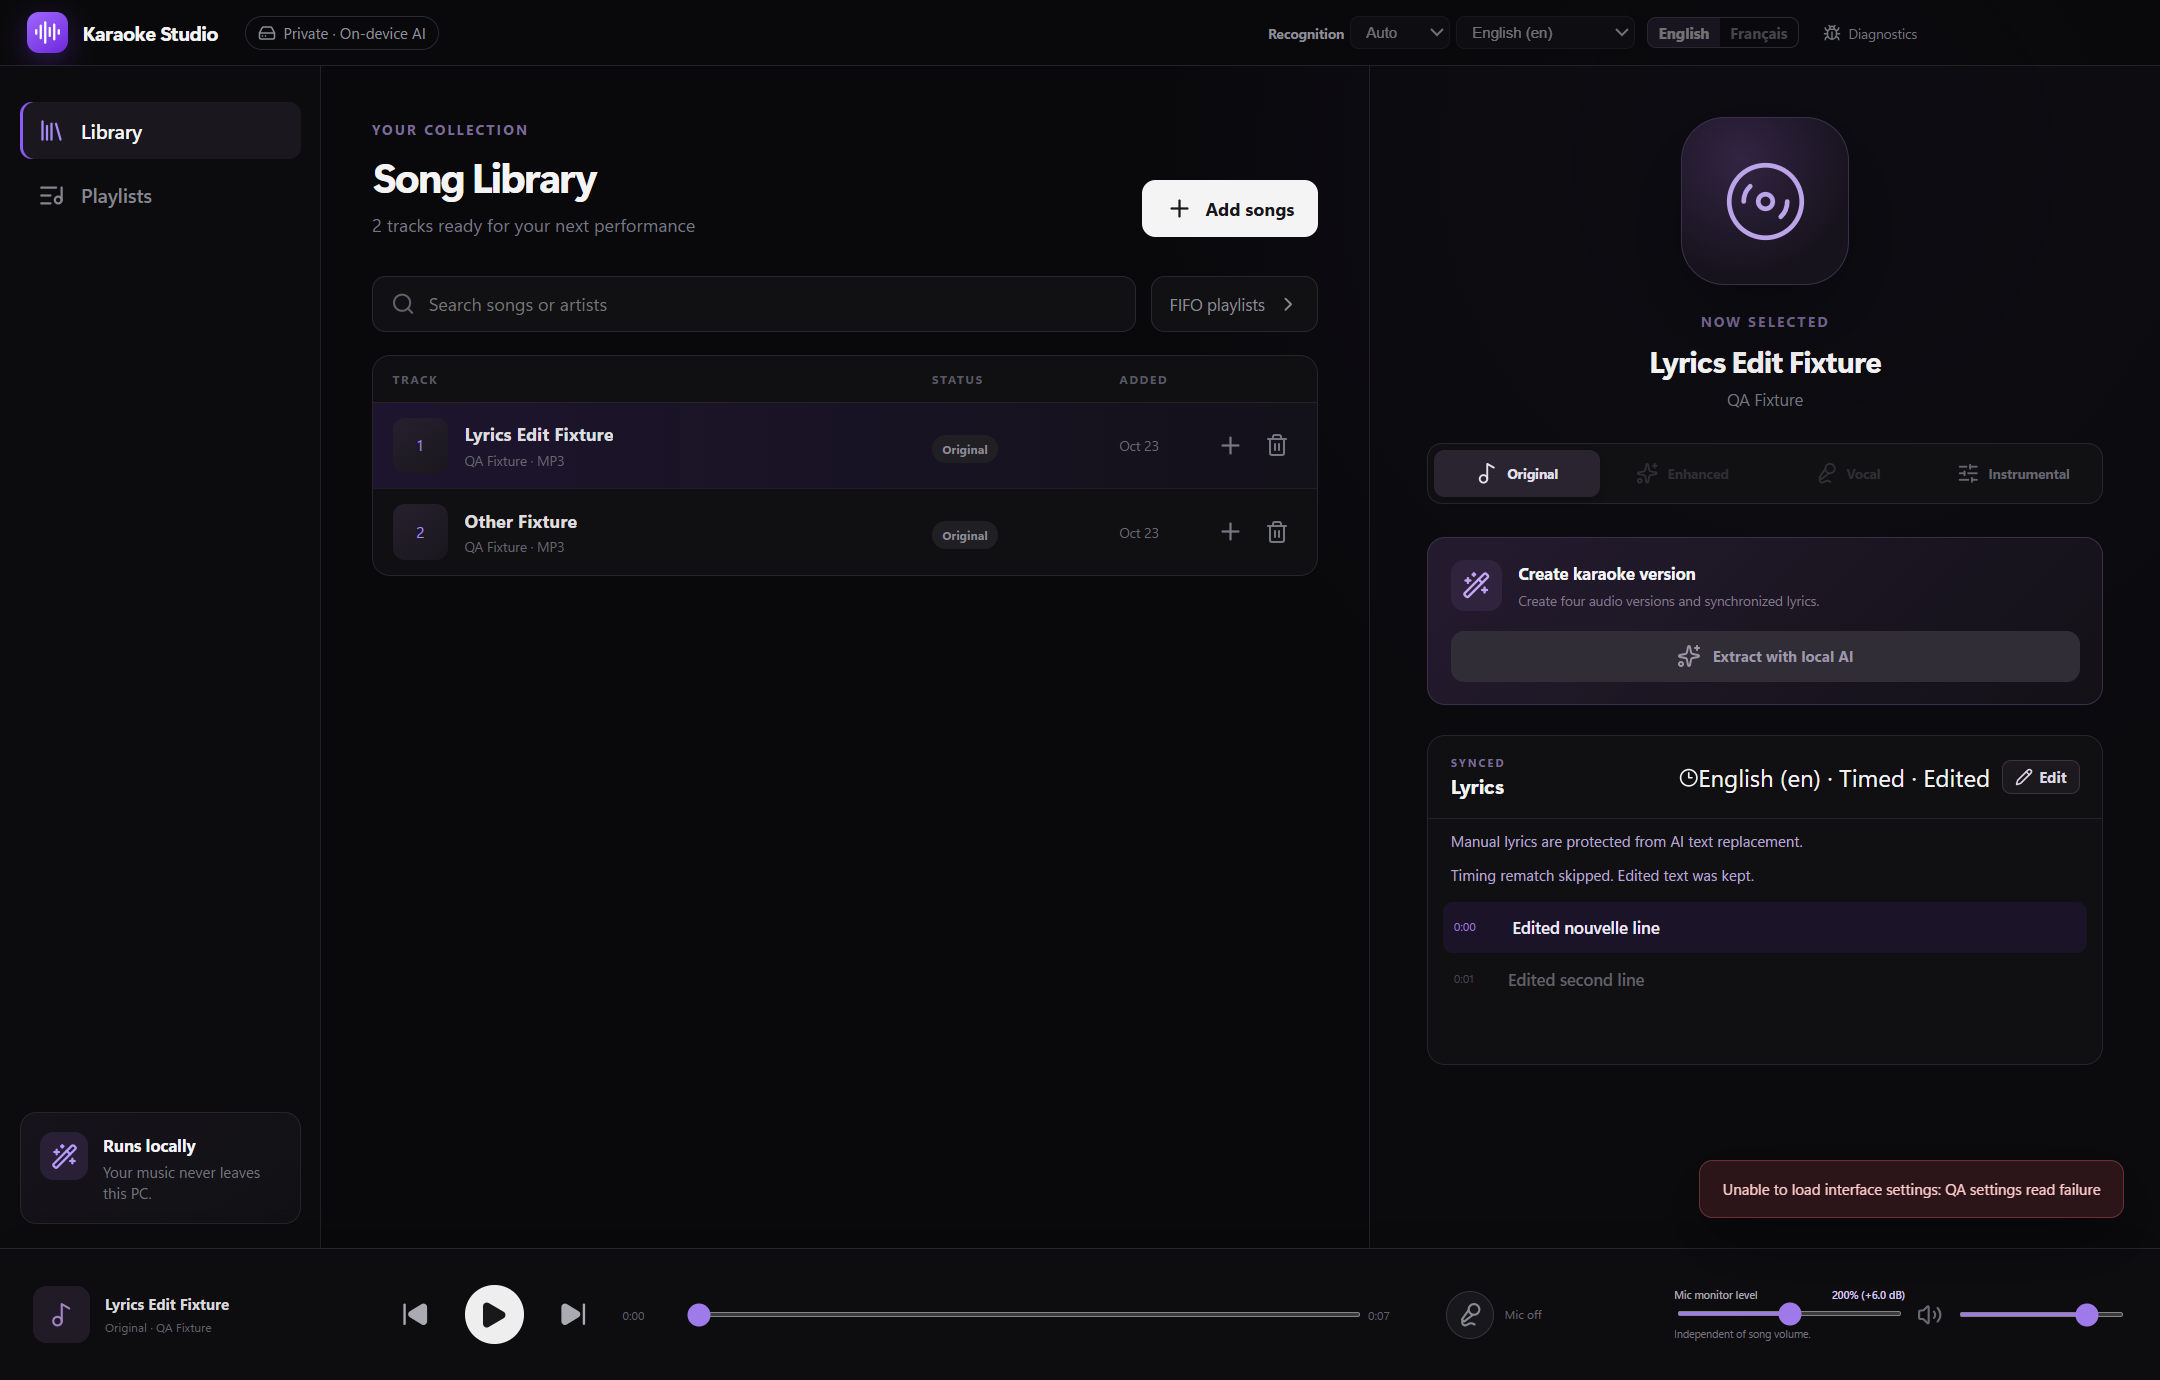 Karaoke Studio
Private · On-device AI
Recognition
Auto
English (en)
English
Français
Diagnostics
Library
Playlists
Runs locally
Your music never leaves
this PC.
YOUR COLLECTION
Song Library
2 tracks ready for your next performance
Add songs
Search songs or artists
FIFO playlists
TRACK
STATUS
ADDED
1
Lyrics Edit Fixture
QA Fixture · MP3
Original
Oct 23
2
Other Fixture
QA Fixture · MP3
Original
Oct 23
NOW SELECTED
Lyrics Edit Fixture
QA Fixture
Original
Enhanced
Vocal
Instrumental
Create karaoke version
Create four audio versions and synchronized lyrics.
Extract with local AI
SYNCED
Lyrics
English (en) · Timed · Edited
Edit
Manual lyrics are protected from AI text replacement.
Timing rematch skipped. Edited text was kept.
0:00 Edited nouvelle line
0:01 Edited second line
Unable to load interface settings: QA settings read failure
Lyrics Edit Fixture
Original · QA Fixture
0:00
0:07
Mic off
Mic monitor level
200% (+6.0 dB)
Independent of song volume.